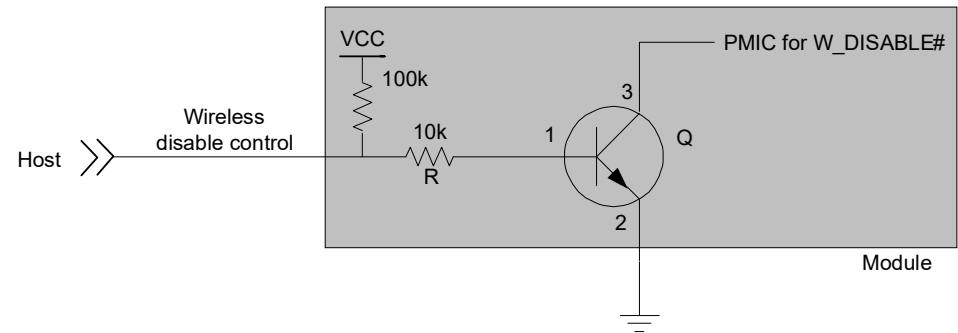 VCC
PMIC for W_DISABLE#
100k
3
Wireless
disable control
10k
1
Q
Host
R
2
Module